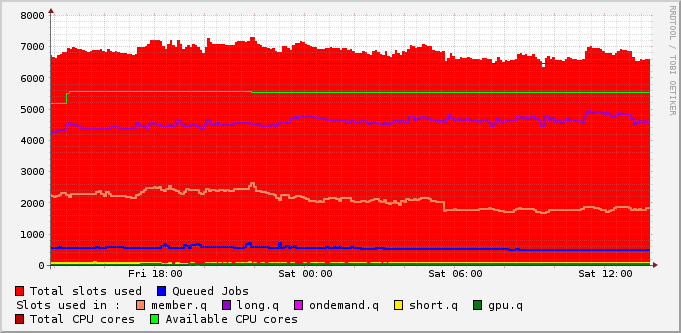 RRDTOOL / TOBI OETIKER
8000
7000
6000
5000
4000
3000
2000
1000
0
Fri 18:00 Sat 00:00 Sat 06:00 Sat 12:00
Total slots used Queued Jobs
Slots used in : member.q long.q ondemand.q short.q gpu.q
Total CPU cores Available CPU cores